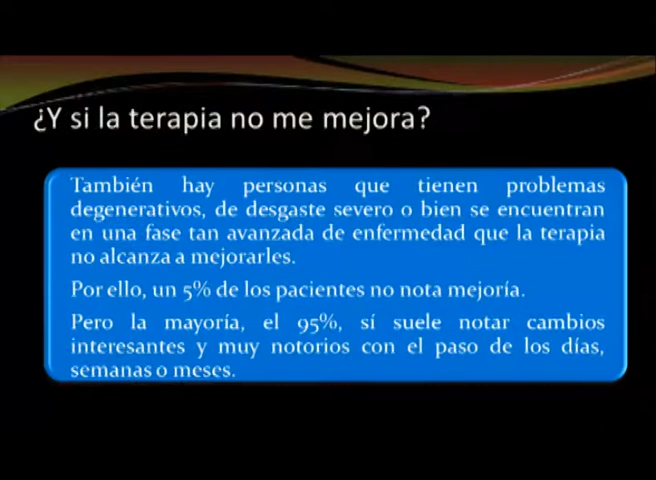 ¿Y si la terapia no me mejora?
También hay personas que tienen problemas
degenerativos, de desgaste severo o bien se encuentran
en una fase tan avanzada de enfermedad que la terapia
no alcanza a mejorarles.
Por ello, un 5% de los pacientes no nota mejoría.
Pero la mayoría, el 95%, sí suele notar cambios
interesantes y muy notorios con el paso de los días,
semanas o meses.